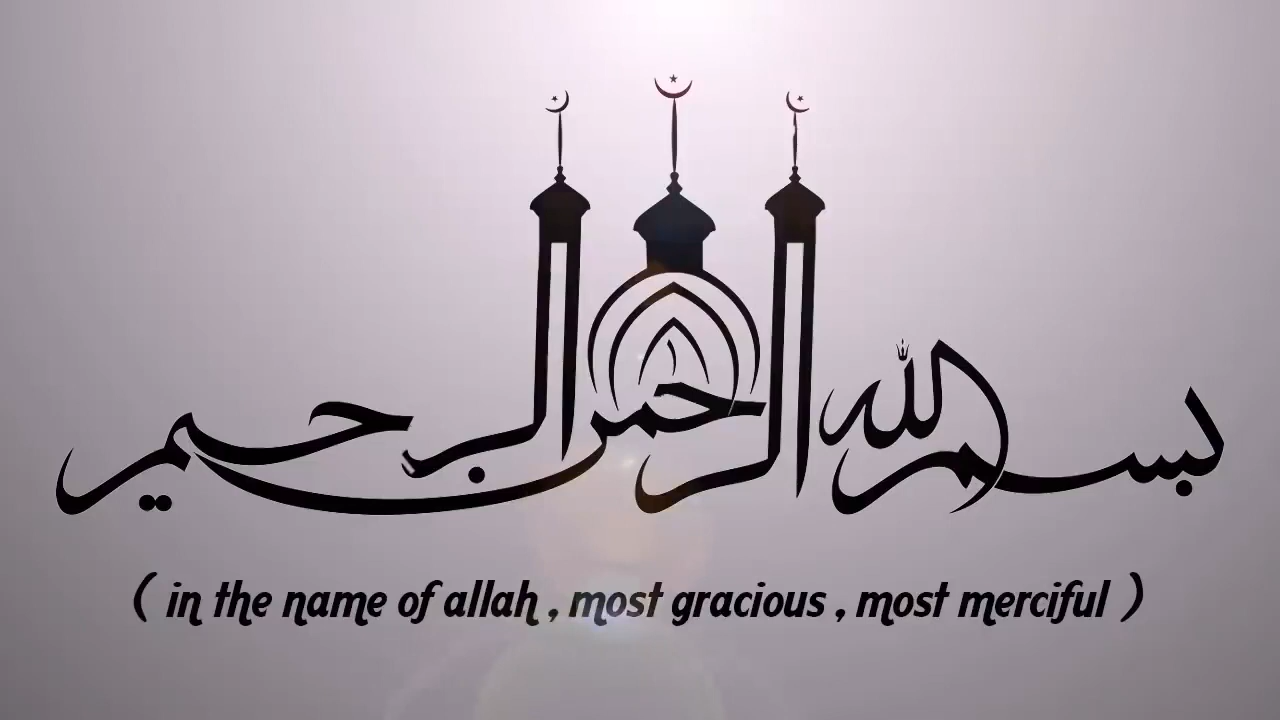 بسم الله الرحمن الرحيم
( in the name of allah , most gracious , most merciful )